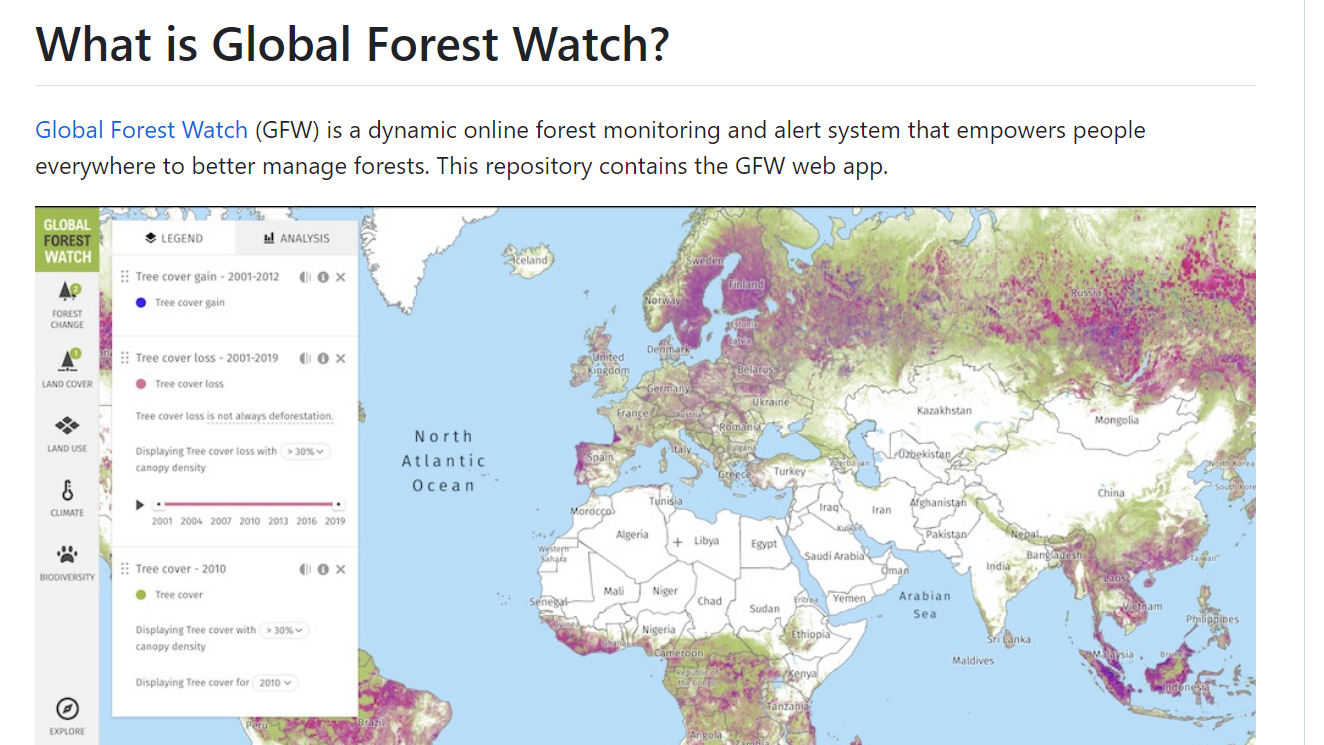 What is Global Forest Watch?
Global Forest Watch (GFW) is a dynamic online forest monitoring and alert system that empowers people
everywhere to better manage forests. This repository contains the GFW web app.
GLOBAL
FOREST
WATCH
LEGEND
ANALYSIS
Tree cover gain - 2001-2012
Tree cover gain
Tree cover loss - 2001-2019
Tree cover loss
Tree cover loss is not always deforestation.
Displaying Tree cover loss with > 30%
canopy density
2001 2004 2007 2010 2013 2016 2019
Tree cover - 2010
Tree cover
Displaying Tree cover with > 30%
canopy density
Displaying Tree cover for 2010
2
FOREST
CHANGE
1
LAND COVER
LAND USE
CLIMATE
BIODIVERSITY
EXPLORE
North
Atlantic
Ocean
Iceland
Sweden
Finland
Norway
Russia
Estonia
Latvia
Denmark
United
Kingdom
Belarus
Germany
Ukraine
France
Austria
Romania
Kazakhstan
Mongolia
Italy
Bulgaria
Spain
Greece
Turkey
Azerbaijan
Uzbekistan
North Korea
South Kore
Tunisia
Morocco
Algeria
Libya
Egypt
Iraq
Iran
Afghanistan
China
Kuwait
Pakistan
Nepal
Western
Sahara
Saudi Arabia
Oman
India
Bangladesh
Taiwan
Mali
Niger
Chad
Sudan
Eritrea
Yemen
Arabian
Sea
Laos
Vietnam
Philippines
Senegal
Guinea
Ghana
Nigeria
Ethiopia
Sri Lanka
Cameroon
Maldives
Malaysia
Republic of
the Congo
Kenya
Indonesia
Tanzania
Peru
Brazil
Angola
Zambia